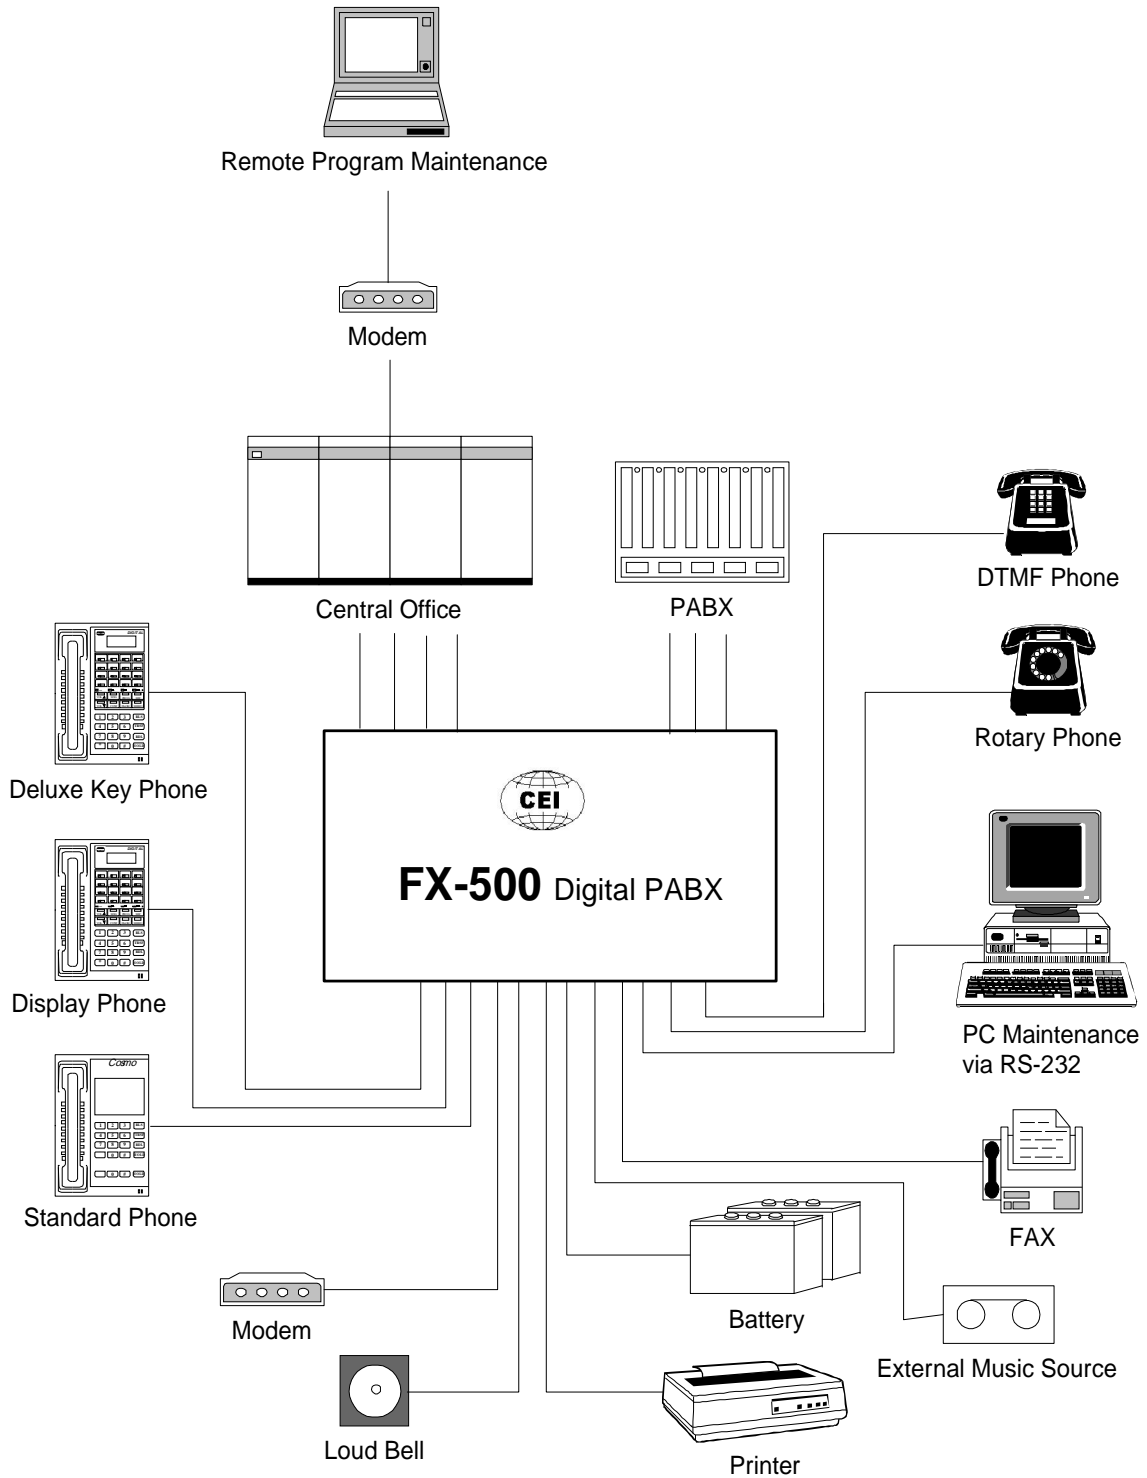 Remote Program Maintenance
Modem
Central Office
PABX
DTMF Phone
Rotary Phone
Deluxe Key Phone
CEI
FX-500 Digital PABX
Display Phone
PC Maintenance
via RS-232
Cosmo
Standard Phone
FAX
Modem
Battery
External Music Source
Loud Bell
Printer